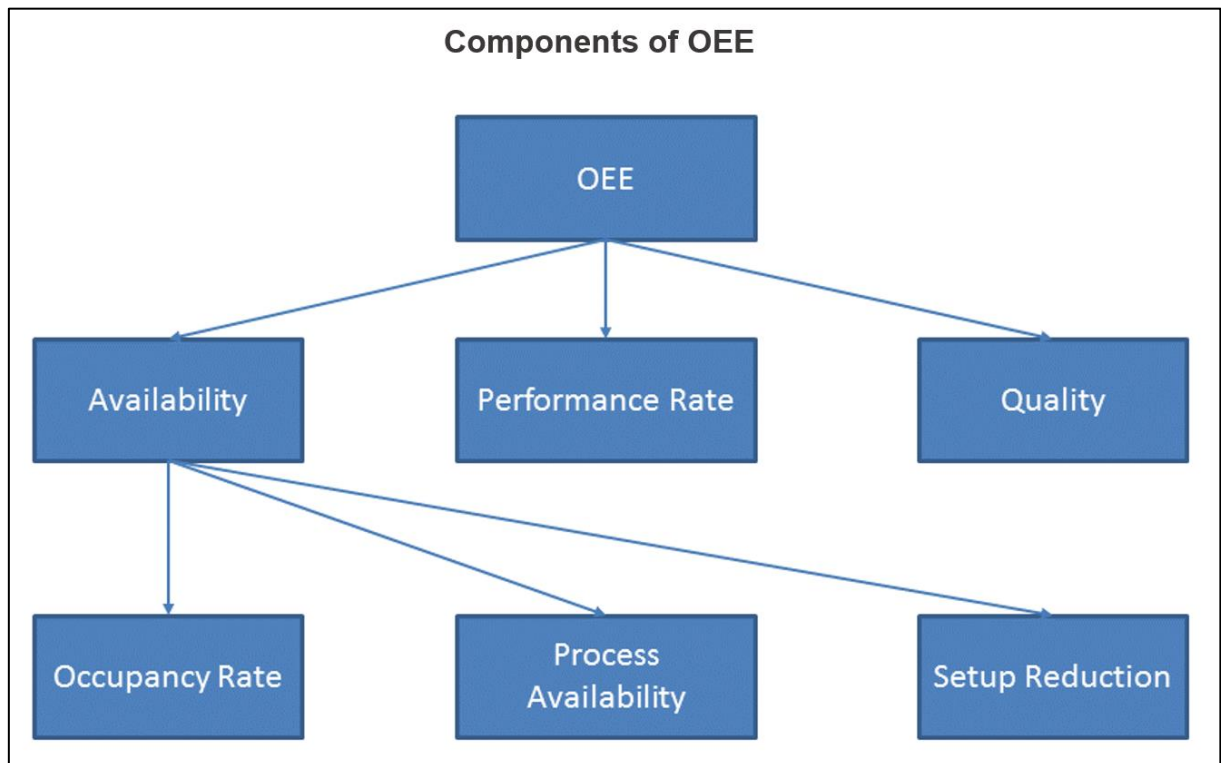 Components of OEE
OEE
Availability
Performance Rate
Quality
Occupancy Rate
Process
Availability
Setup Reduction